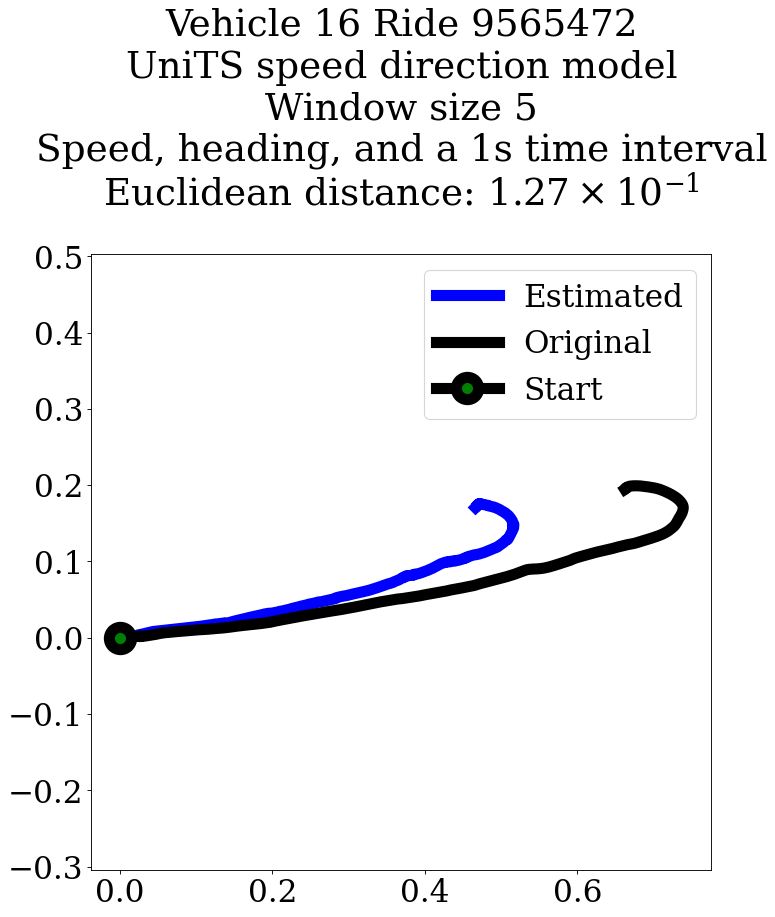 Vehicle 16 Ride 9565472
UniTS speed direction model
Window size 5
Speed, heading, and a 1s time interval
Euclidean distance: 1.27 × 10⁻¹
0.5
0.4
0.3
0.2
0.1
0.0
−0.1
−0.2
−0.3
Estimated
Original
Start
0.0 0.2 0.4 0.6